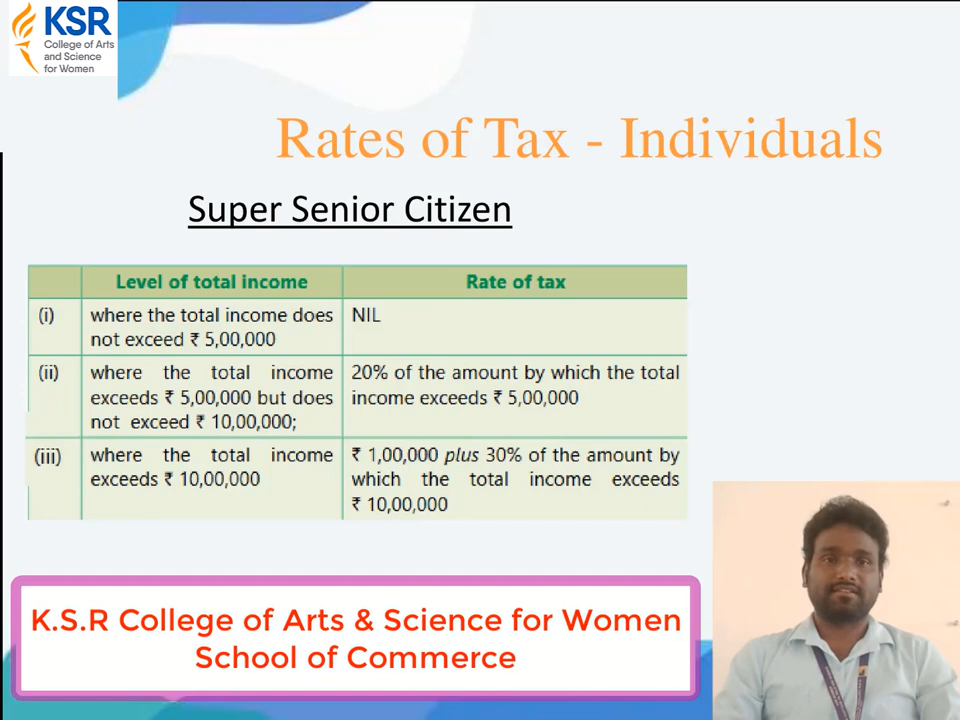 KSR
College of Arts
and Science
for Women
Rates of Tax - Individuals
Super Senior Citizen
Level of total income
Rate of tax
(i)
where the total income does
not exceed ₹ 5,00,000
NIL
(ii)
where the total income
exceeds ₹ 5,00,000 but does
not exceed ₹ 10,00,000;
20% of the amount by which the total
income exceeds ₹ 5,00,000
(iii)
where the total income
exceeds ₹ 10,00,000
₹ 1,00,000 plus 30% of the amount by
which the total income exceeds
₹ 10,00,000
K.S.R College of Arts & Science for Women
School of Commerce